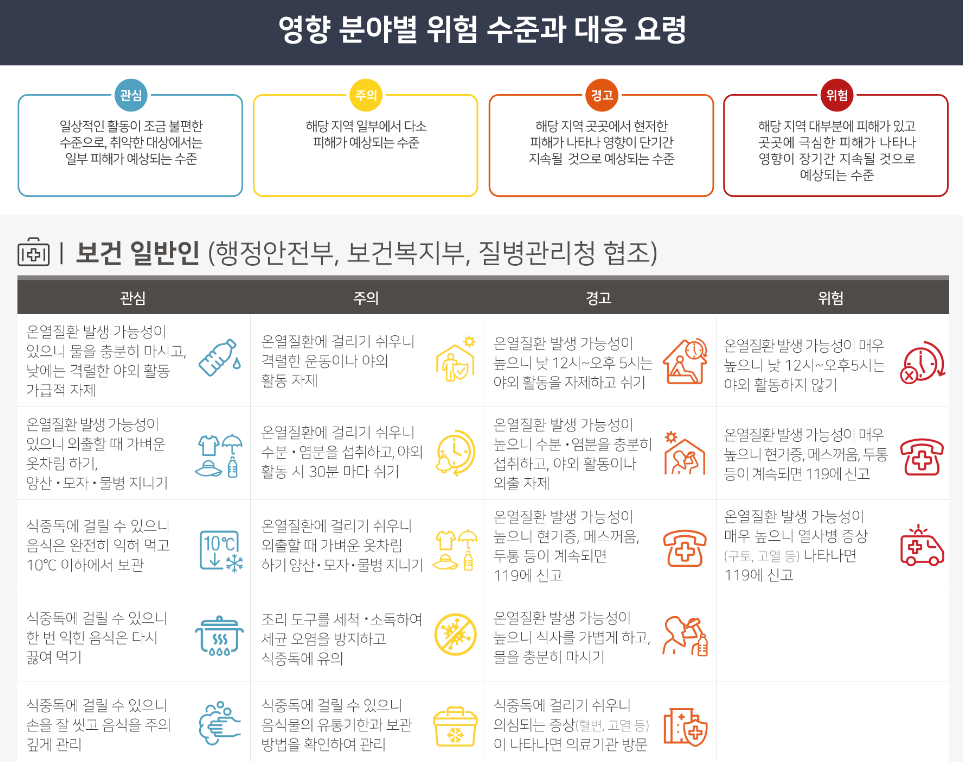 영향 분야별 위험 수준과 대응 요령
관심
일상적인 활동이 조금 불편한
수준으로, 취약한 대상에서는
일부 피해가 예상되는 수준
주의
해당 지역 일부에서 다소
피해가 예상되는 수준
경고
해당 지역 곳곳에서 현저한
피해가 나타나 영향이 단기간
지속될 것으로 예상되는 수준
위험
해당 지역 대부분에 피해가 있고
곳곳에 극심한 피해가 나타나
영향이 장기간 지속될 것으로
예상되는 수준
| 보건 일반인 (행정안전부, 보건복지부, 질병관리청 협조)
관심 주의 경고 위험
온열질환 발생 가능성이
있으니 물을 충분히 마시고,
낮에는 격렬한 야외 활동
가급적 자제
온열질환에 걸리기 쉬우니
격렬한 운동이나 야외
활동 자제
온열질환 발생 가능성이
높으니 낮 12시~오후 5시는
야외 활동을 자제하고 쉬기
온열질환 발생 가능성이 매우
높으니 낮 12시~오후5시는
야외 활동하지 않기
온열질환 발생 가능성이
있으니 외출할 때 가벼운
옷차림 하기,
양산·모자·물병 지니기
온열질환에 걸리기 쉬우니
수분·염분을 섭취하고, 야외
활동 시 30분 마다 쉬기
온열질환 발생 가능성이
높으니 수분·염분을 충분히
섭취하고, 야외 활동이나
외출 자제
온열질환 발생 가능성이 매우
높으니 현기증, 메스꺼움, 두통
등이 계속되면 119에 신고
식중독에 걸릴 수 있으니
음식은 완전히 익혀 먹고
10℃ 이하에서 보관
10℃
온열질환에 걸리기 쉬우니
외출할 때 가벼운 옷차림
하기 양산·모자·물병 지니기
온열질환 발생 가능성이
높으니 현기증, 메스꺼움,
두통 등이 계속되면
119에 신고
온열질환 발생 가능성이
매우 높으니 열사병 증상
(구토, 고열 등) 나타나면
119에 신고
식중독에 걸릴 수 있으니
한 번 익힌 음식은 다시
끓여 먹기
조리 도구를 세척·소독하여
세균 오염을 방지하고
식중독에 유의
온열질환 발생 가능성이
높으니 식사를 가볍게 하고,
물을 충분히 마시기
식중독에 걸릴 수 있으니
손을 잘 씻고 음식을 주의
깊게 관리
식중독에 걸릴 수 있으니
음식물의 유통기한과 보관
방법을 확인하여 관리
식중독에 걸리기 쉬우니
의심되는 증상(혈변, 고열 등)
이 나타나면 의료기관 방문